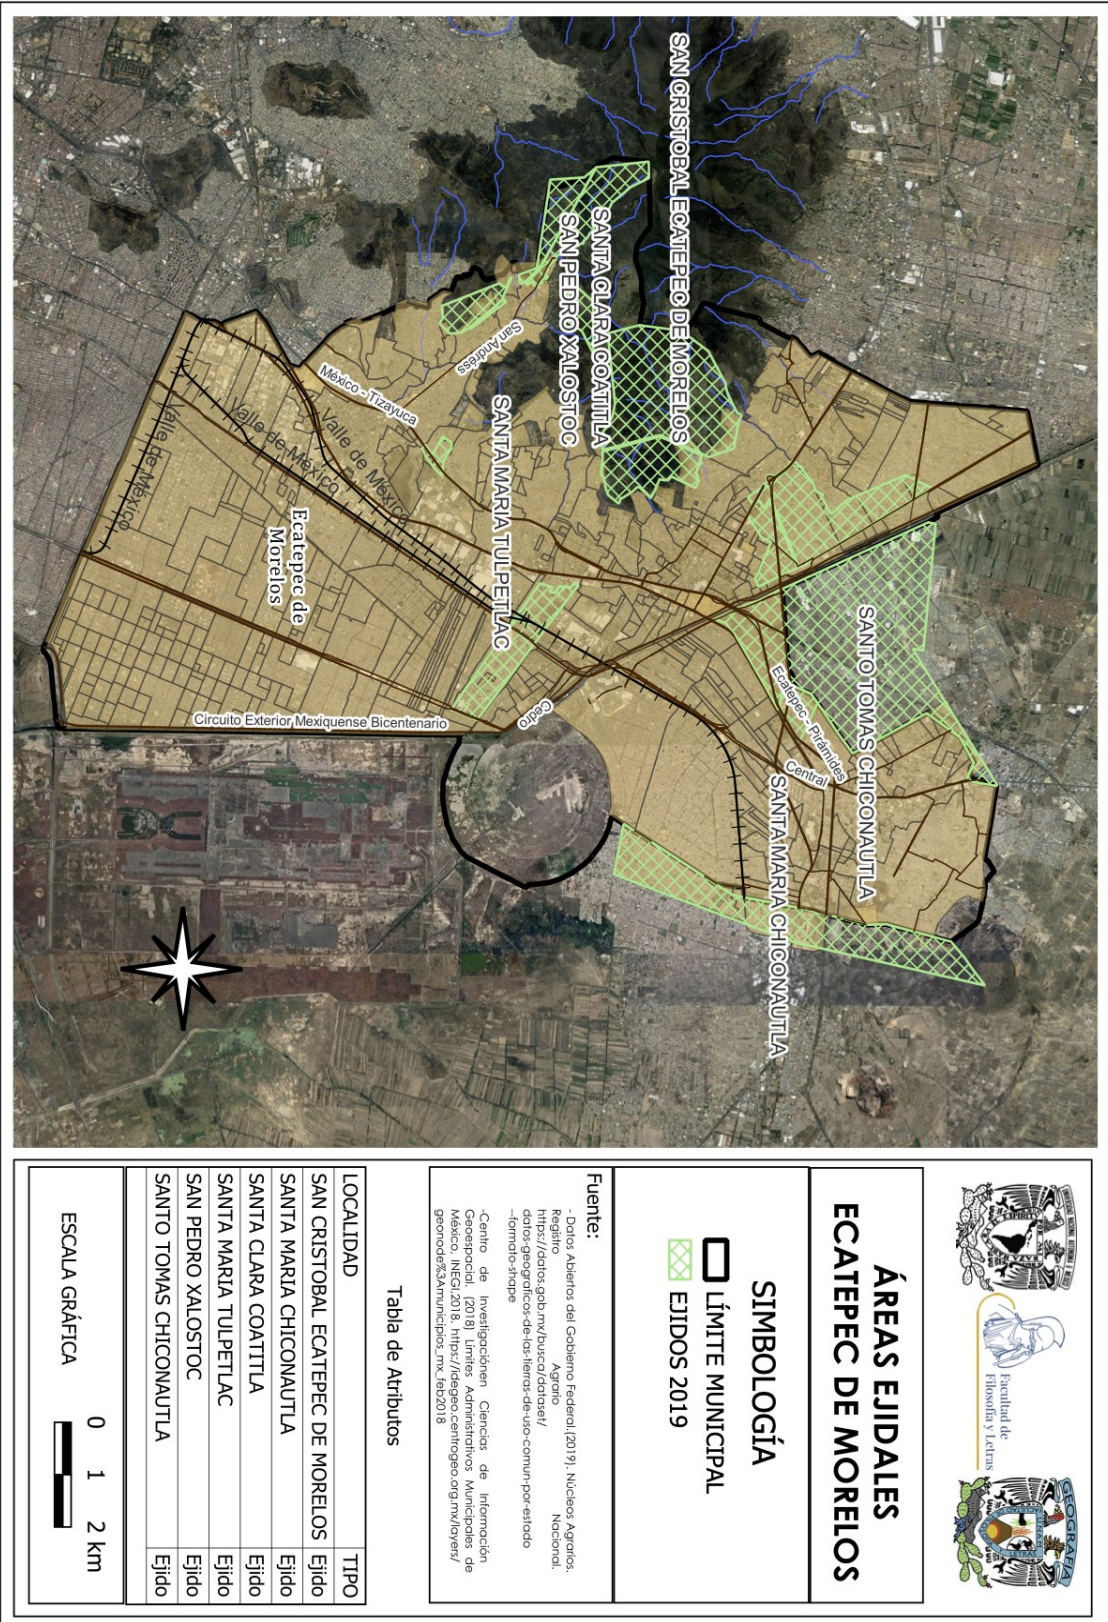 SAN CRISTOBAL ECATEPEC DE MORELOS
SANTA CLARA COATITLA
SAN PEDRO XALOSTOC
SANTA MARIA TULPETLAC
SANTO TOMAS CHICONAUTLA
SANTA MARIA CHICONAUTLA
San Andréss
México - Tizayuca
Valle de México
Valle de México
Valle de México
Ecatepec de
Morelos
Circuito Exterior Mexiquense Bicentenario
Cedro
Ecatepec - Pirámides
Central
Facultad de
Filosofía y Letras
GEOGRAFIA
U.N.A.M.
LETRAS
ÁREAS EJIDALES
ECATEPEC DE MORELOS
SIMBOLOGÍA
LÍMITE MUNICIPAL
EJIDOS 2019
Fuente:
- Datos Abiertos del Gobierno Federal.(2019). Núcleos Agrarios.
Registro Agrario Nacional.
https://datos.gob.mx/busca/dataset/
datos-geograficos-de-las-tierras-de-uso-comun-por-estado
--formato-shape
-Centro de Investigaciónen Ciencias de Información
Geoespacial. (2018) Límites Administrativos Municipales de
México, INEGI,2018. https://idegeo.centrogeo.org.mx/layers/
geonode%3Amunicipios_mx_feb2018
Tabla de Atributos
LOCALIDAD TIPO
SAN CRISTOBAL ECATEPEC DE MORELOS Ejido
SANTA MARIA CHICONAUTLA Ejido
SANTA CLARA COATITLA Ejido
SANTA MARIA TULPETLAC Ejido
SAN PEDRO XALOSTOC Ejido
SANTO TOMAS CHICONAUTLA Ejido
ESCALA GRÁFICA
0 1 2 km